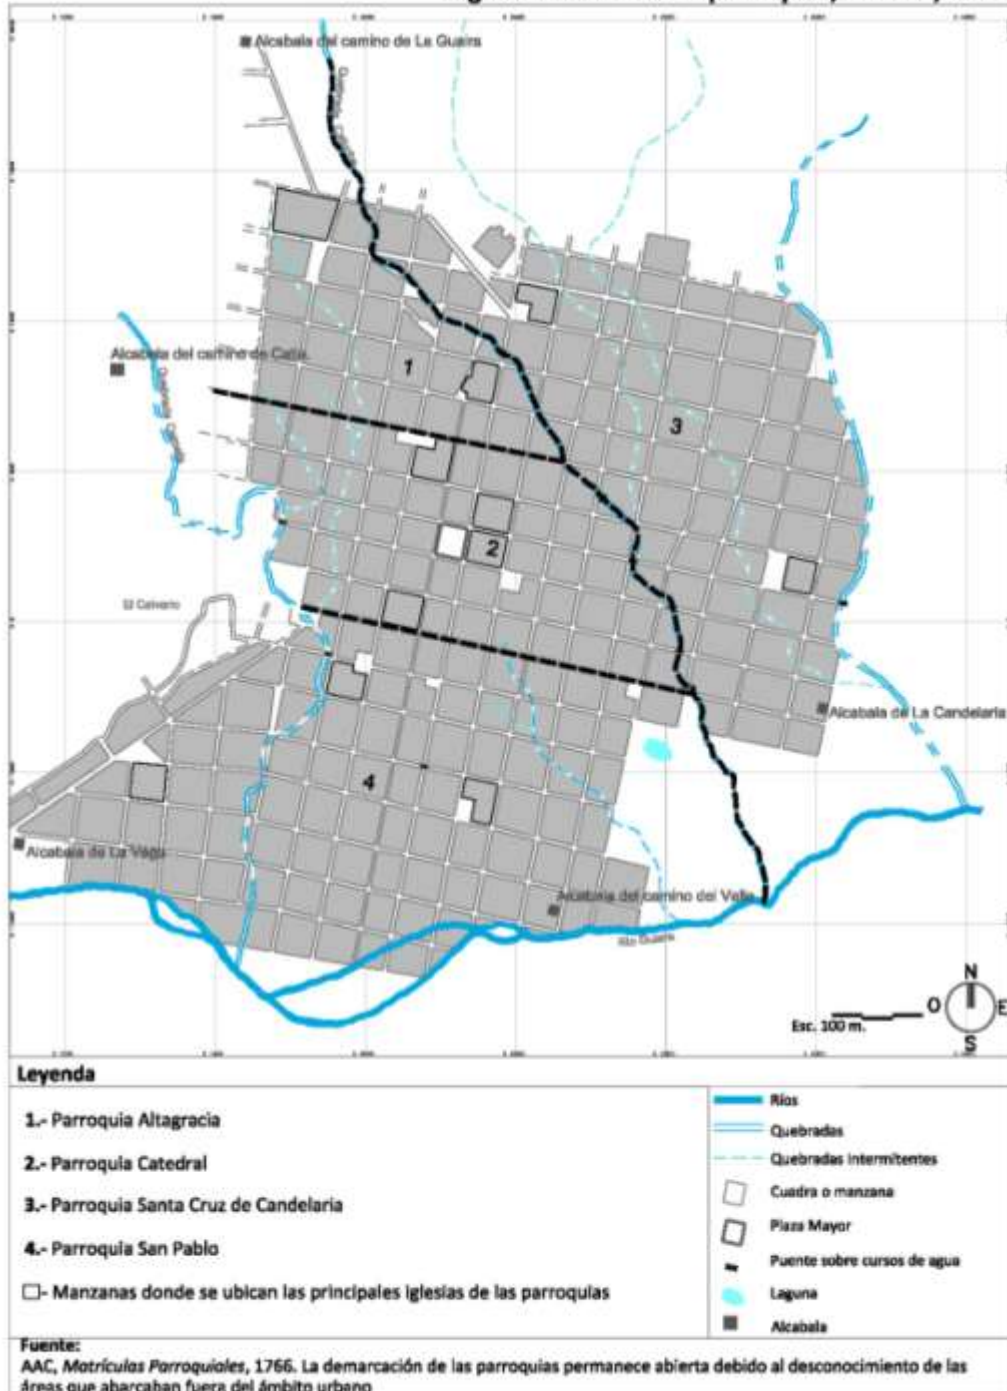 Alcabala del camino de La Guaira
Alcabala del camino de Catia.
1
3
2
El Calvario
Alcabala de La Candelaria
4
Alcabala de La Vega
Alcabala del camino del Valle
Río Guaire
N
O
E
S
Esc. 100 m.
Leyenda
1.- Parroquia Altagracia
2.- Parroquia Catedral
3.- Parroquia Santa Cruz de Candelaria
4.- Parroquia San Pablo
- Manzanas donde se ubican las principales iglesias de las parroquias
Ríos
Quebradas
Quebradas Intermitentes
Cuadra o manzana
Plaza Mayor
Puente sobre cursos de agua
Laguna
Alcabala
Fuente:
AAC, Matrículas Parroquiales, 1766. La demarcación de las parroquias permanece abierta debido al desconocimiento de las
áreas que abarcaban fuera del ámbito urbano